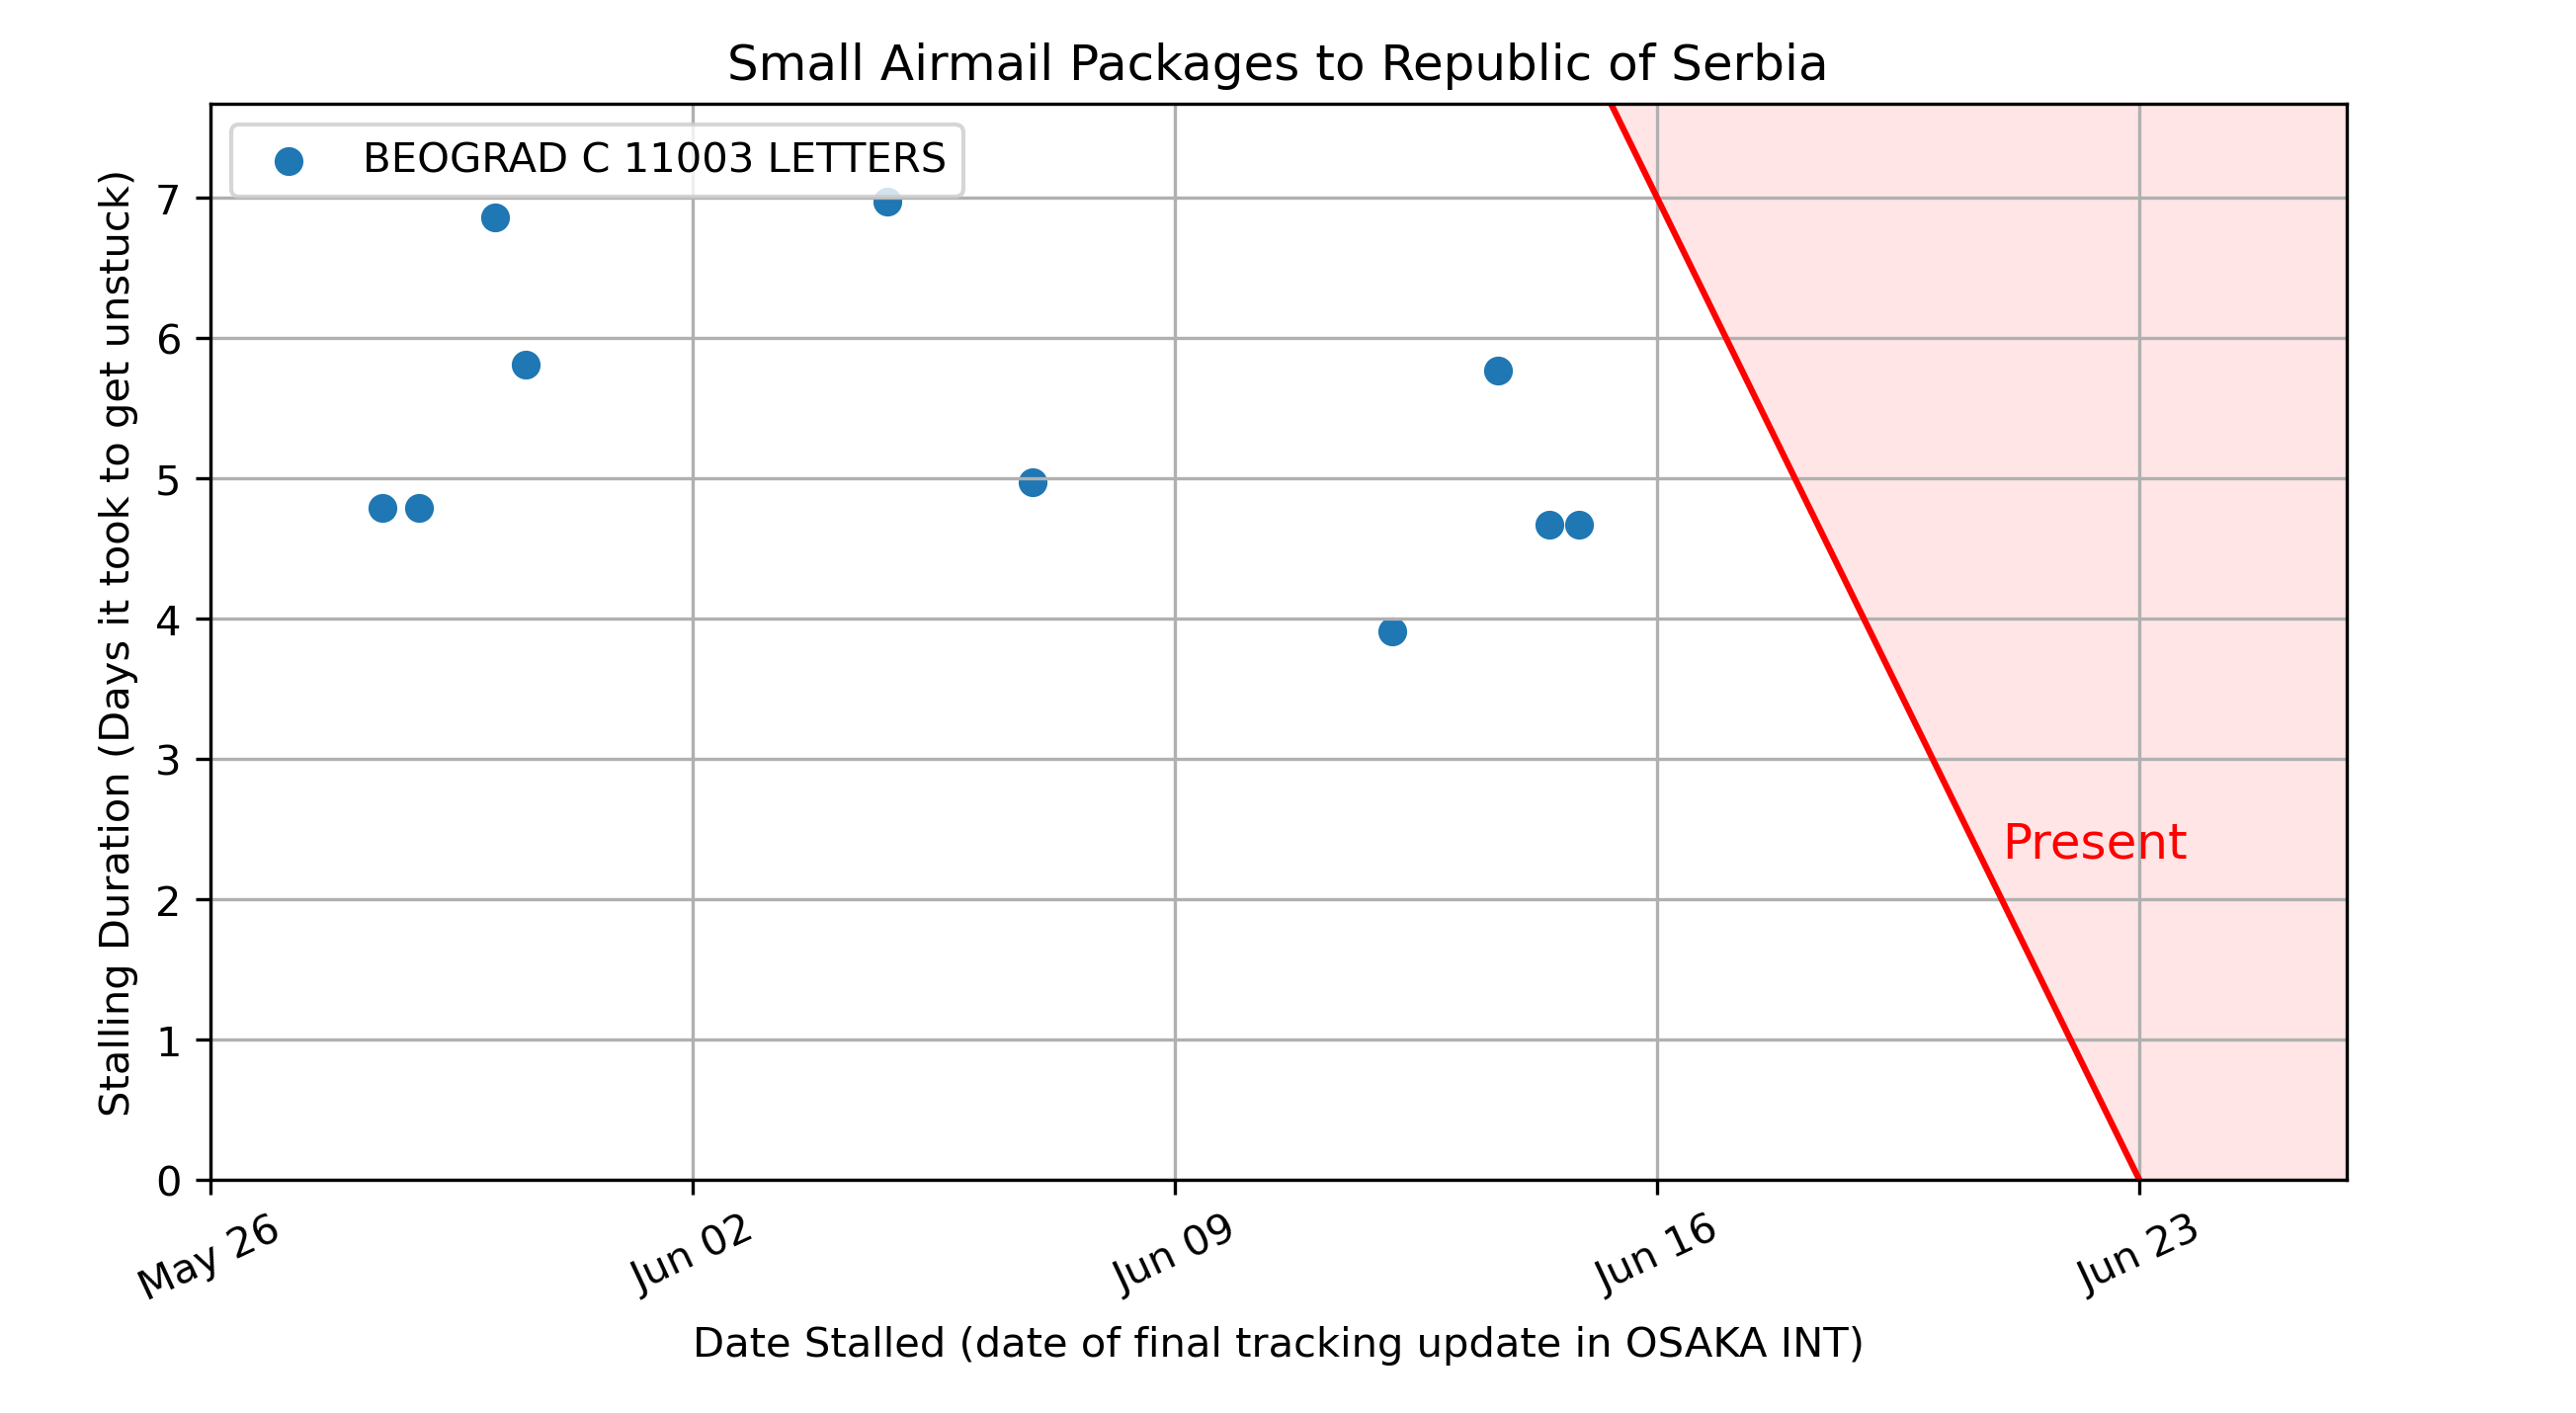 Small Airmail Packages to Republic of Serbia
BEOGRAD C 11003 LETTERS
Stalling Duration (Days it took to get unstuck)
7
6
5
4
3
2
1
0
Present
May 26
Jun 02
Jun 09
Jun 16
Jun 23
Date Stalled (date of final tracking update in OSAKA INT)